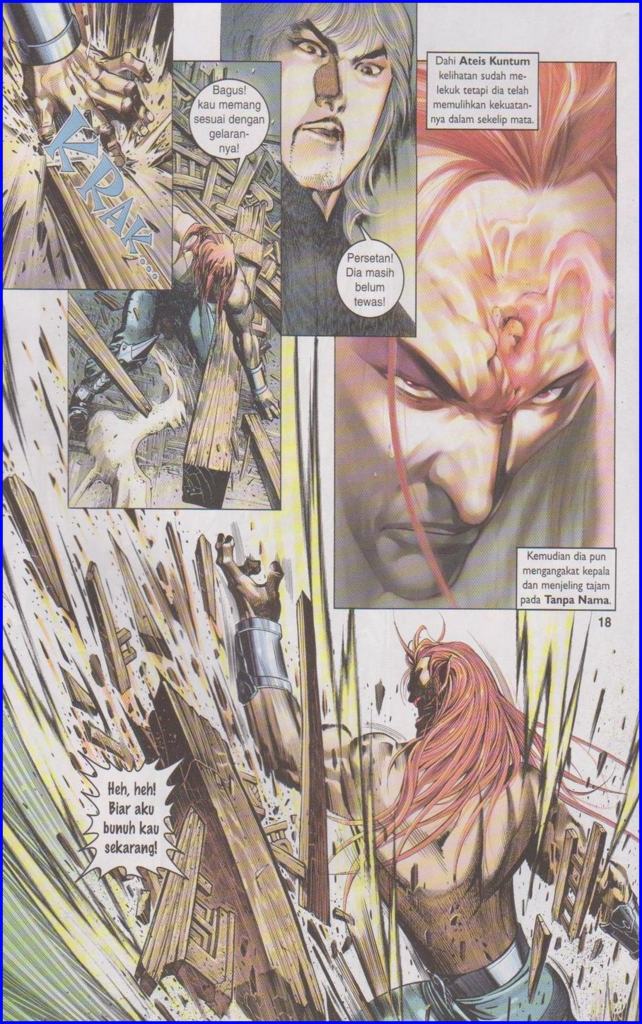 KRAK...
Bagus!
kau memang
sesuai dengan
gelaran-
nya!
Persetan!
Dia masih
belum
tewas!
Dahi Ateis Kuntum
kelihatan sudah me-
lekuk tetapi dia telah
memulihkan kekuatan-
nya dalam sekelip mata.
Kemudian dia pun
mengangakat kepala
dan menjeling tajam
pada Tanpa Nama.
18
Heh, heh!
Biar aku
bunuh kau
sekarang!